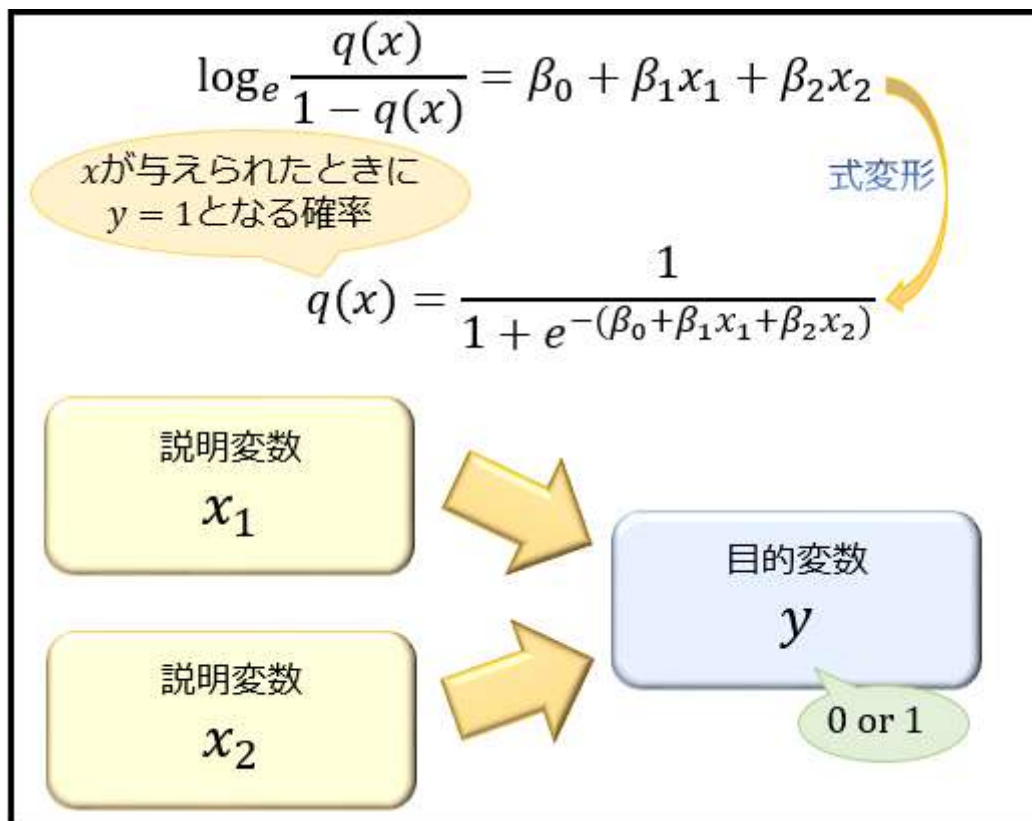 log_e q(x)/(1 − q(x)) = β₀ + β₁x₁ + β₂x₂
xが与えられたときに
y = 1となる確率
式変形
q(x) = 1/(1 + e^{−(β₀+β₁x₁+β₂x₂)})
説明変数
x₁
目的変数
y
0 or 1
説明変数
x₂